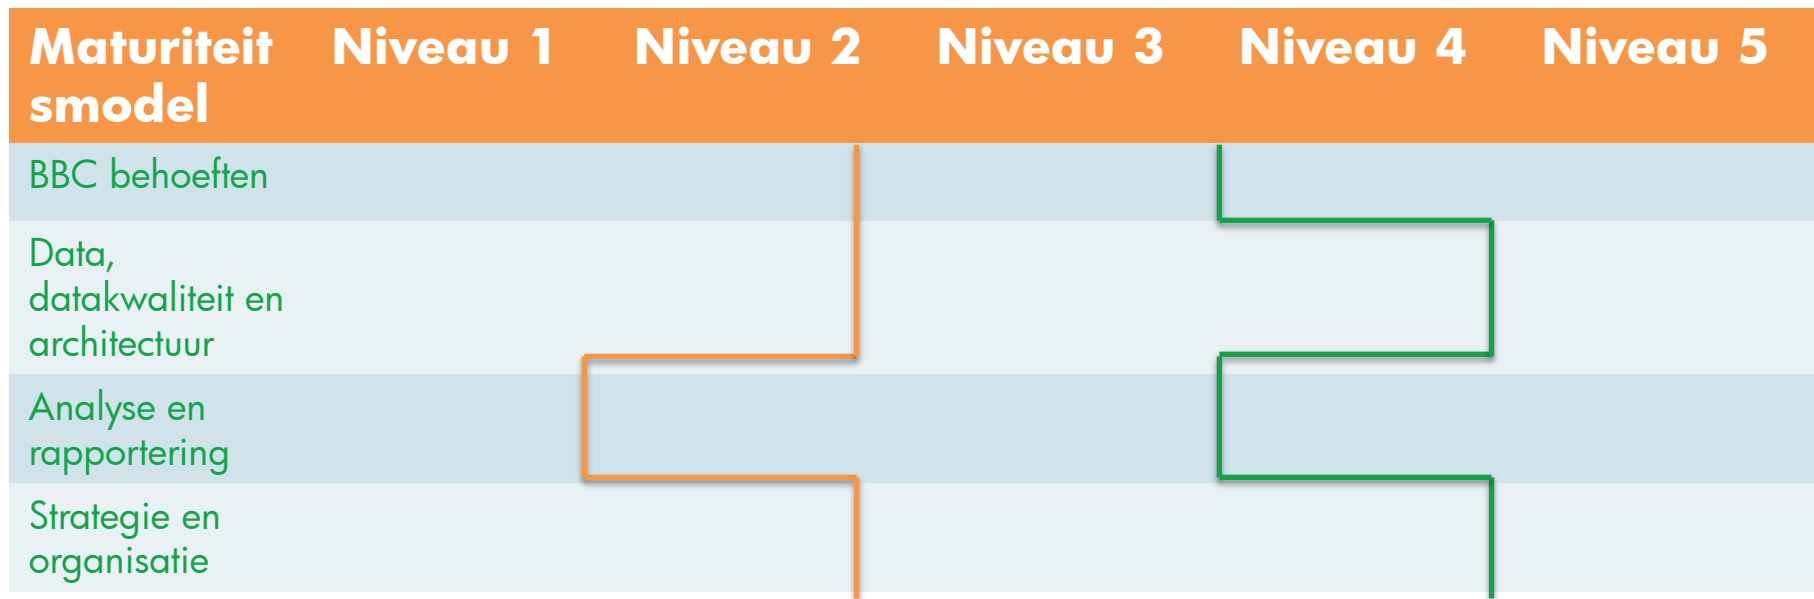 Maturiteit Niveau 1 Niveau 2 Niveau 3 Niveau 4 Niveau 5
smodel
BBC behoeften
Data,
datakwaliteit en
architectuur
Analyse en
rapportering
Strategie en
organisatie